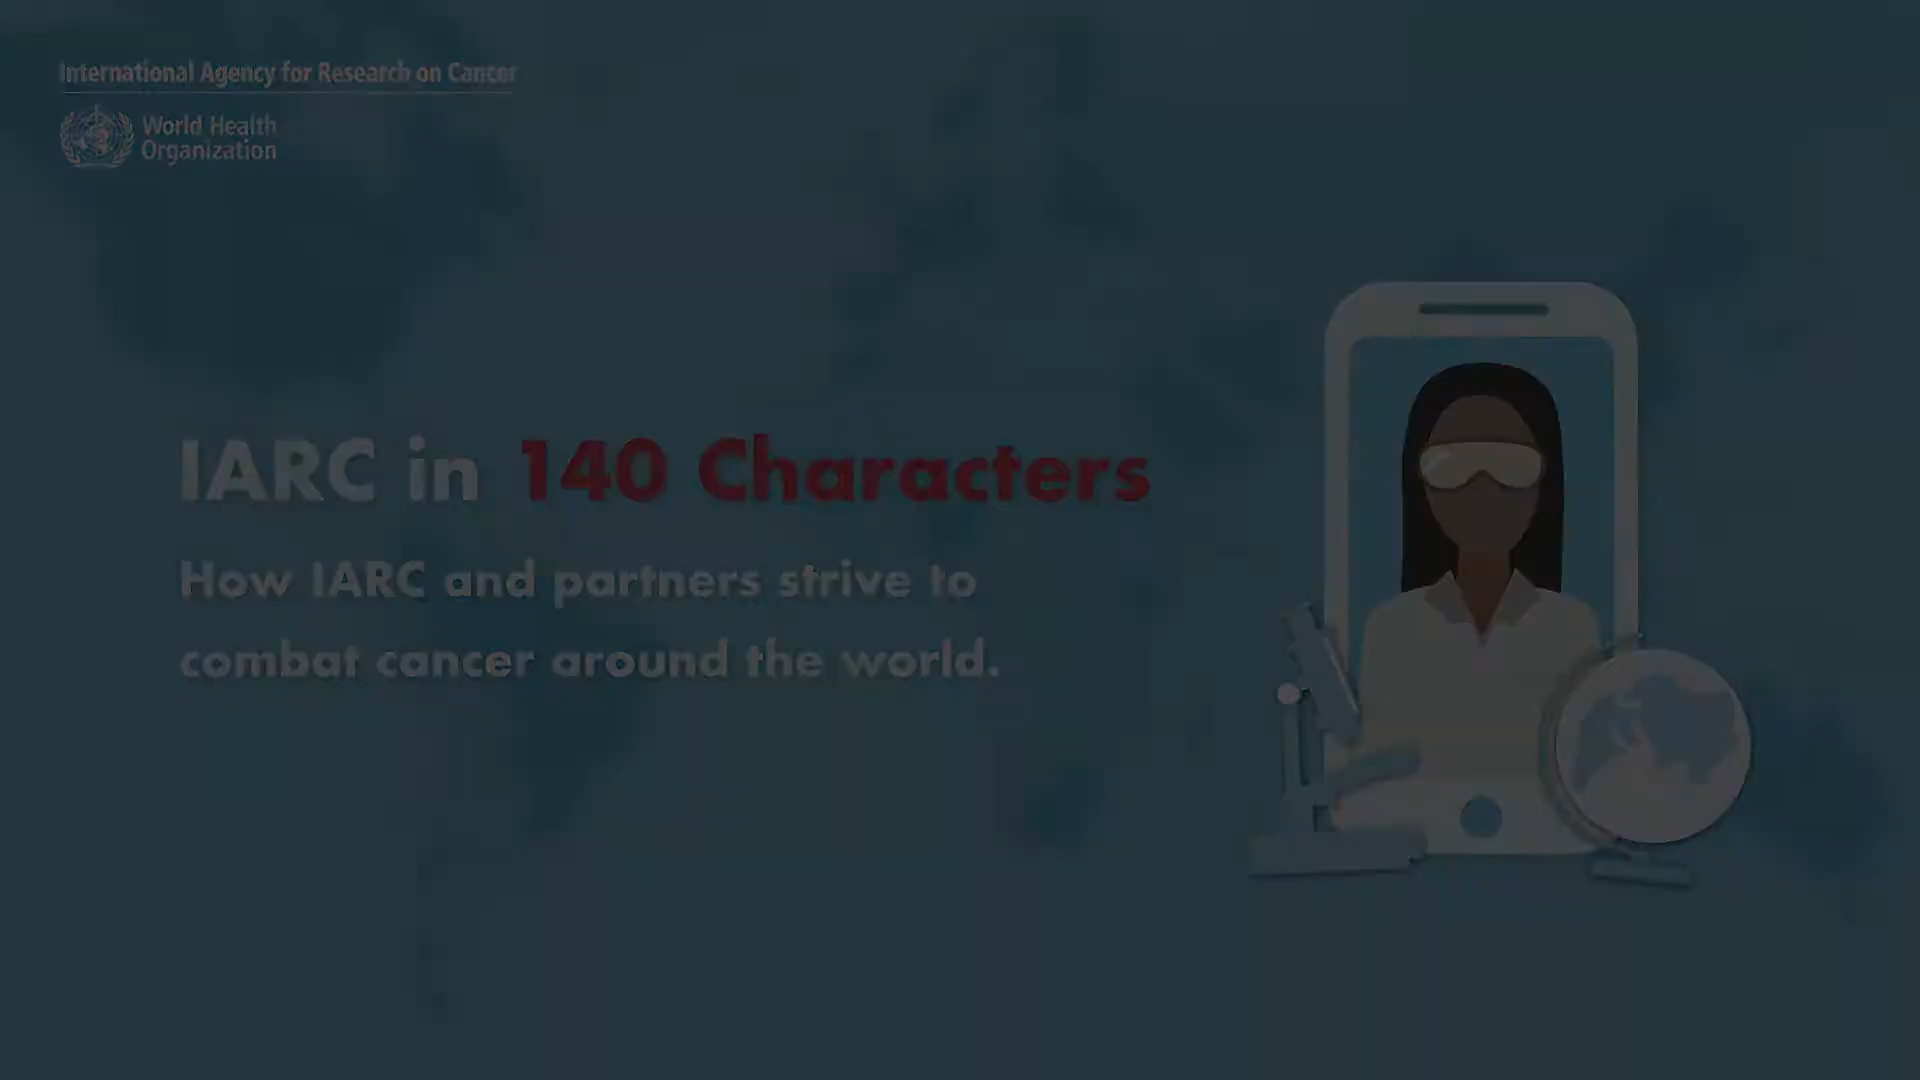 International Agency for Research on Cancer
World Health
Organization
IARC in 140 Characters
How IARC and partners strive to
combat cancer around the world.